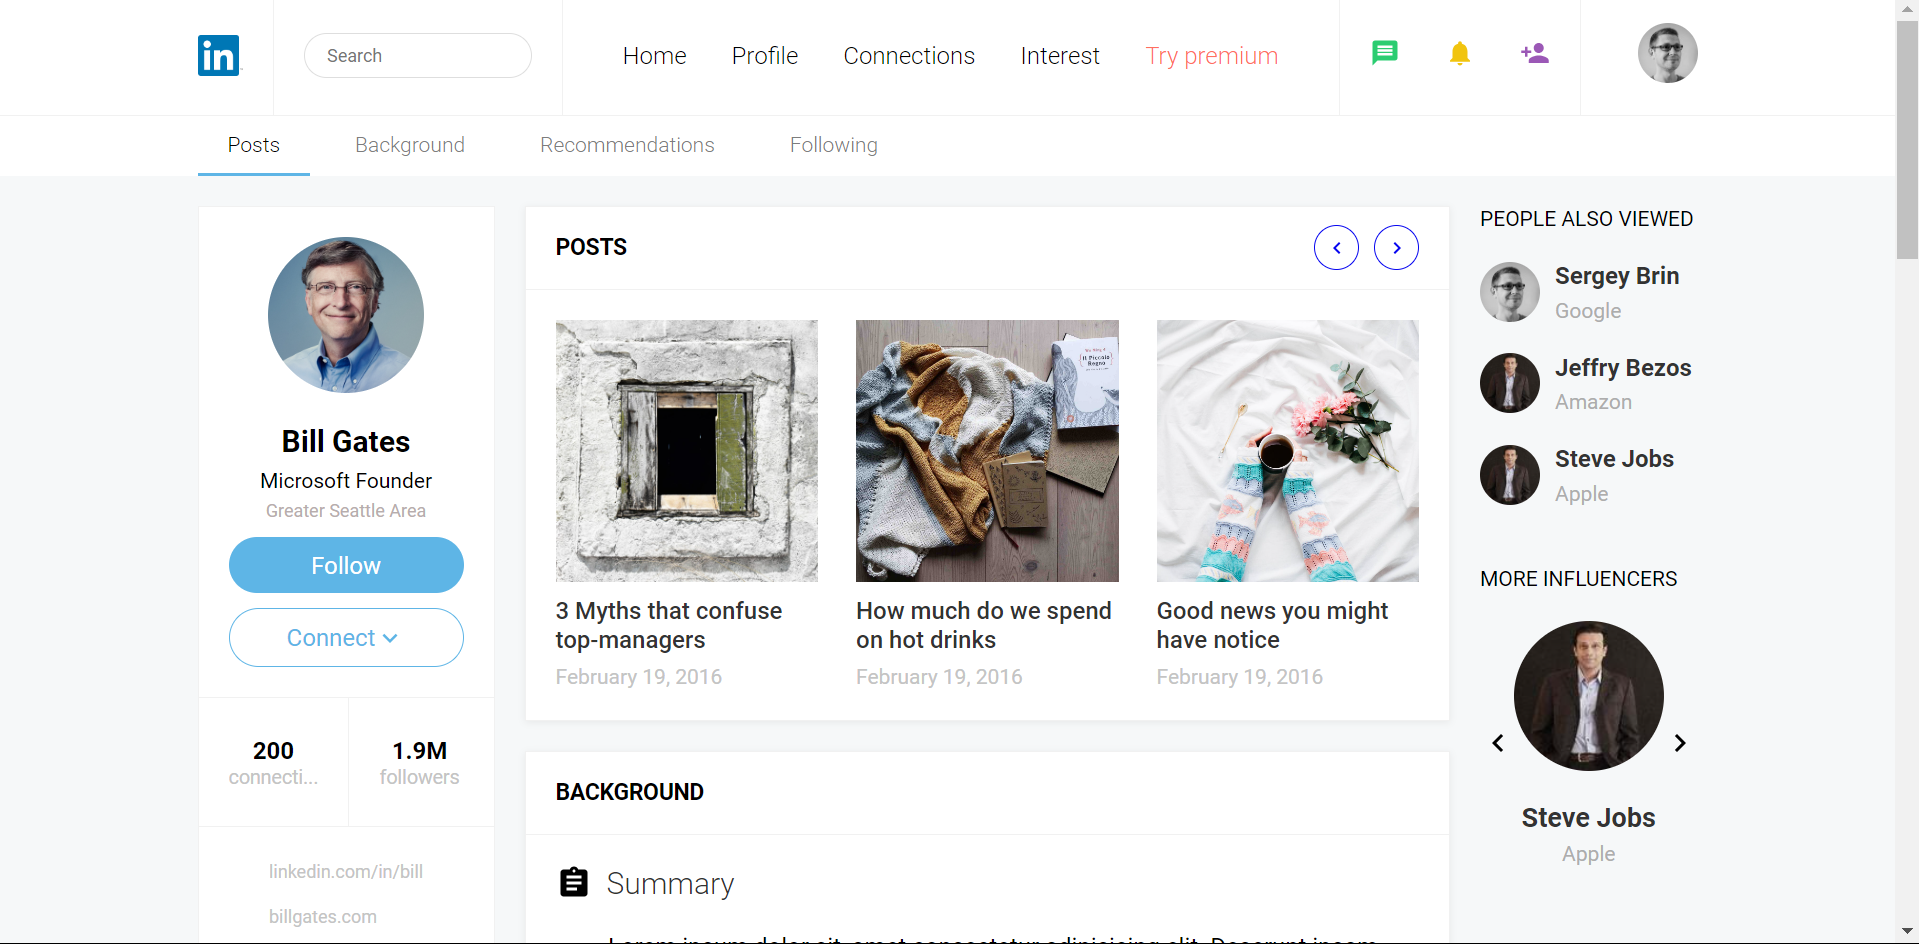 in
Search
Home
Profile
Connections
Interest
Try premium
Posts
Background
Recommendations
Following
Bill Gates
Microsoft Founder
Greater Seattle Area
Follow
Connect
200
connecti...
1.9M
followers
linkedin.com/in/bill
billgates.com
POSTS
Il Piccolo
Regno
3 Myths that confuse
top-managers
February 19, 2016
How much do we spend
on hot drinks
February 19, 2016
Good news you might
have notice
February 19, 2016
BACKGROUND
Summary
PEOPLE ALSO VIEWED
Sergey Brin
Google
Jeffry Bezos
Amazon
Steve Jobs
Apple
MORE INFLUENCERS
Steve Jobs
Apple